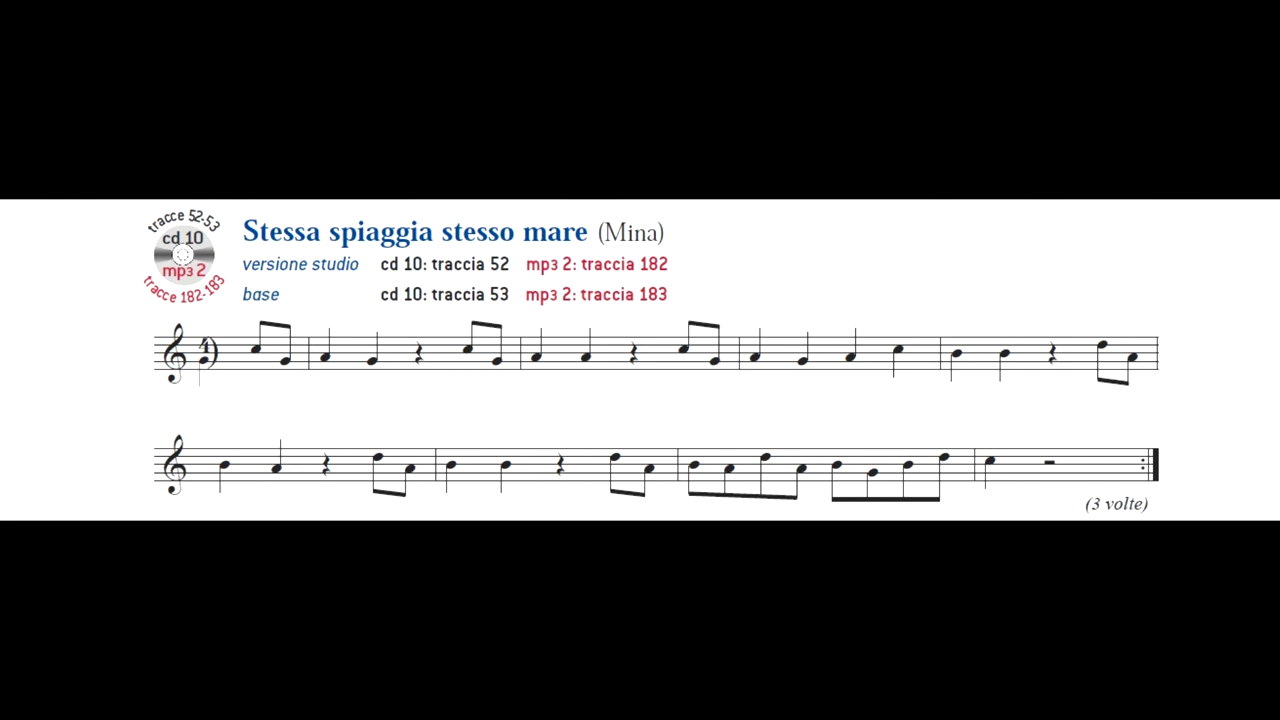 tracce 52-53
cd 10
mp3 2
tracce 182-183
Stessa spiaggia stesso mare (Mina)
versione studio cd 10: traccia 52 mp3 2: traccia 182
base cd 10: traccia 53 mp3 2: traccia 183
(3 volte)